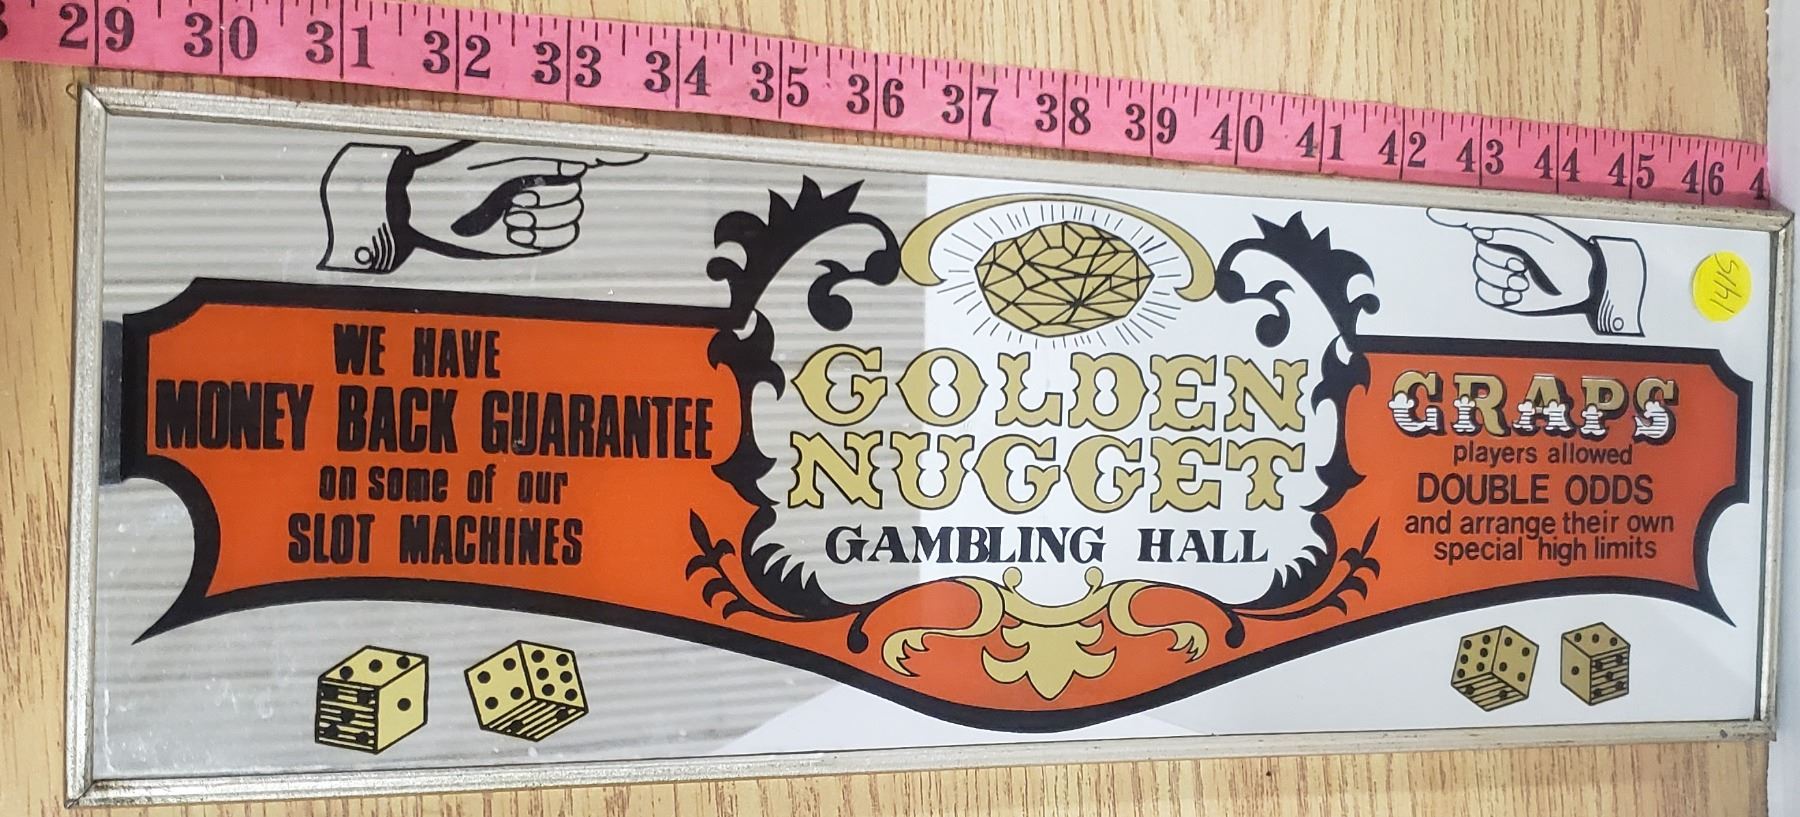 29 30 31 32 33 34 35 36 37 38 39 40 41 42 43 44 45 46 4
WE HAVE
MONEY BACK GUARANTEE
on some of our
SLOT MACHINES
GOLDEN
NUGGET
GAMBLING HALL
CRAPS
players allowed
DOUBLE ODDS
and arrange their own
special high limits